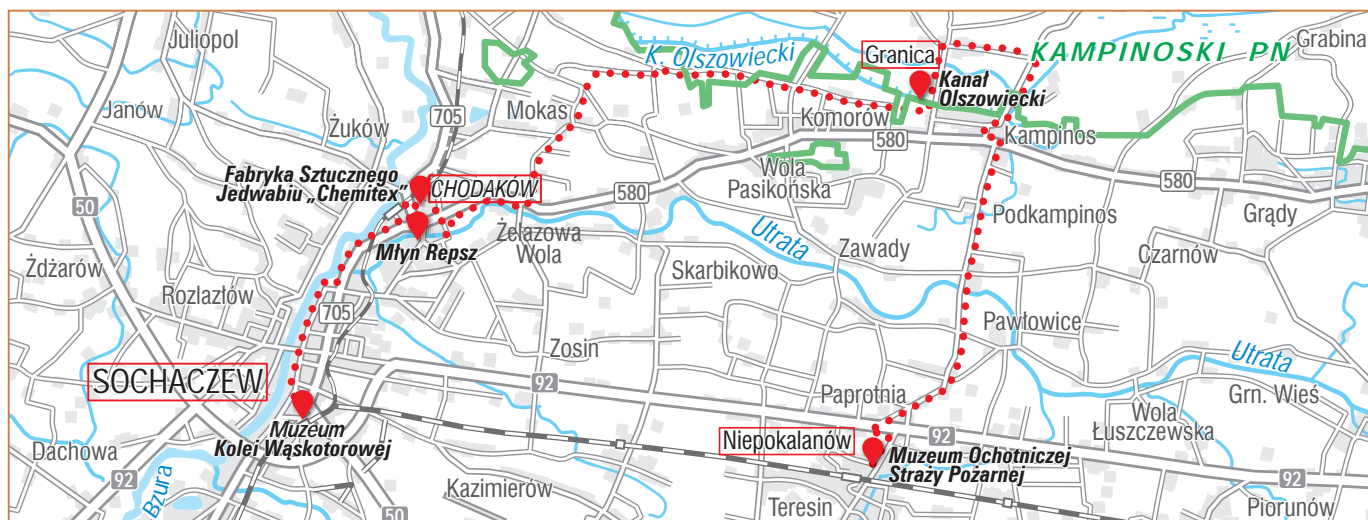 Juliopol
K. Olszowiecki
Granica
KAMPINOSKI PN
Grabina
Janów
705
Mokas
Kanał
Olszowiecki
Żuków
Komorów
580
Kampinos
Fabryka Sztucznego
Jedwabiu „Chemitex”
CHODAKÓW
580
Wola
Pasikońska
580
50
Podkampinos
Grądy
Młyn Repsz
Żelazowa
Wola
Utrata
Zawady
Czarnów
Żdżarów
Skarbikowo
Rozlazłów
705
Pawłowice
Zosin
Utrata
SOCHACZEW
92
Paprotnia
Grn. Wieś
Muzeum
Kolei Wąskotorowej
Niepokalanów
92
Wola
Łuszczewska
Dachowa
Muzeum Ochotniczej
Straży Pożarnej
92
Bzura
Kazimierów
Teresin
92
Piorunów
50